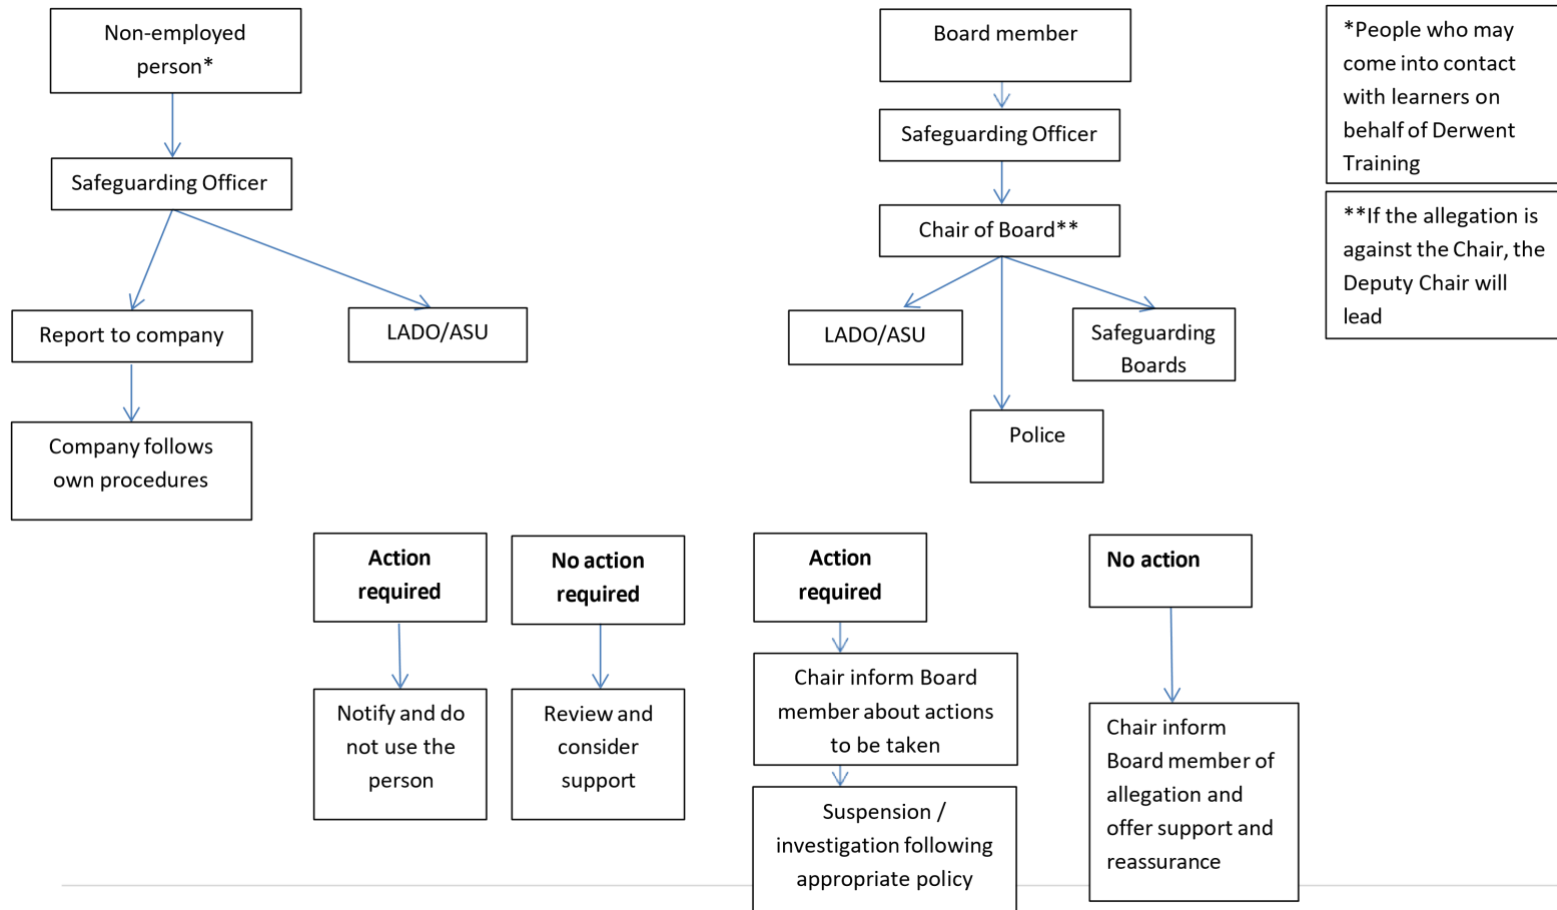 Non-employed
person*
Safeguarding Officer
Report to company
LADO/ASU
Company follows
own procedures
Action
required
No action
required
Notify and do
not use the
person
Review and
consider
support
Board member
Safeguarding Officer
Chair of Board**
LADO/ASU
Safeguarding
Boards
Police
Action
required
No action
Chair inform Board
member about actions
to be taken
Suspension /
investigation following
appropriate policy
Chair inform
Board member of
allegation and
offer support and
reassurance
*People who may
come into contact
with learners on
behalf of Derwent
Training
**If the allegation is
against the Chair, the
Deputy Chair will
lead